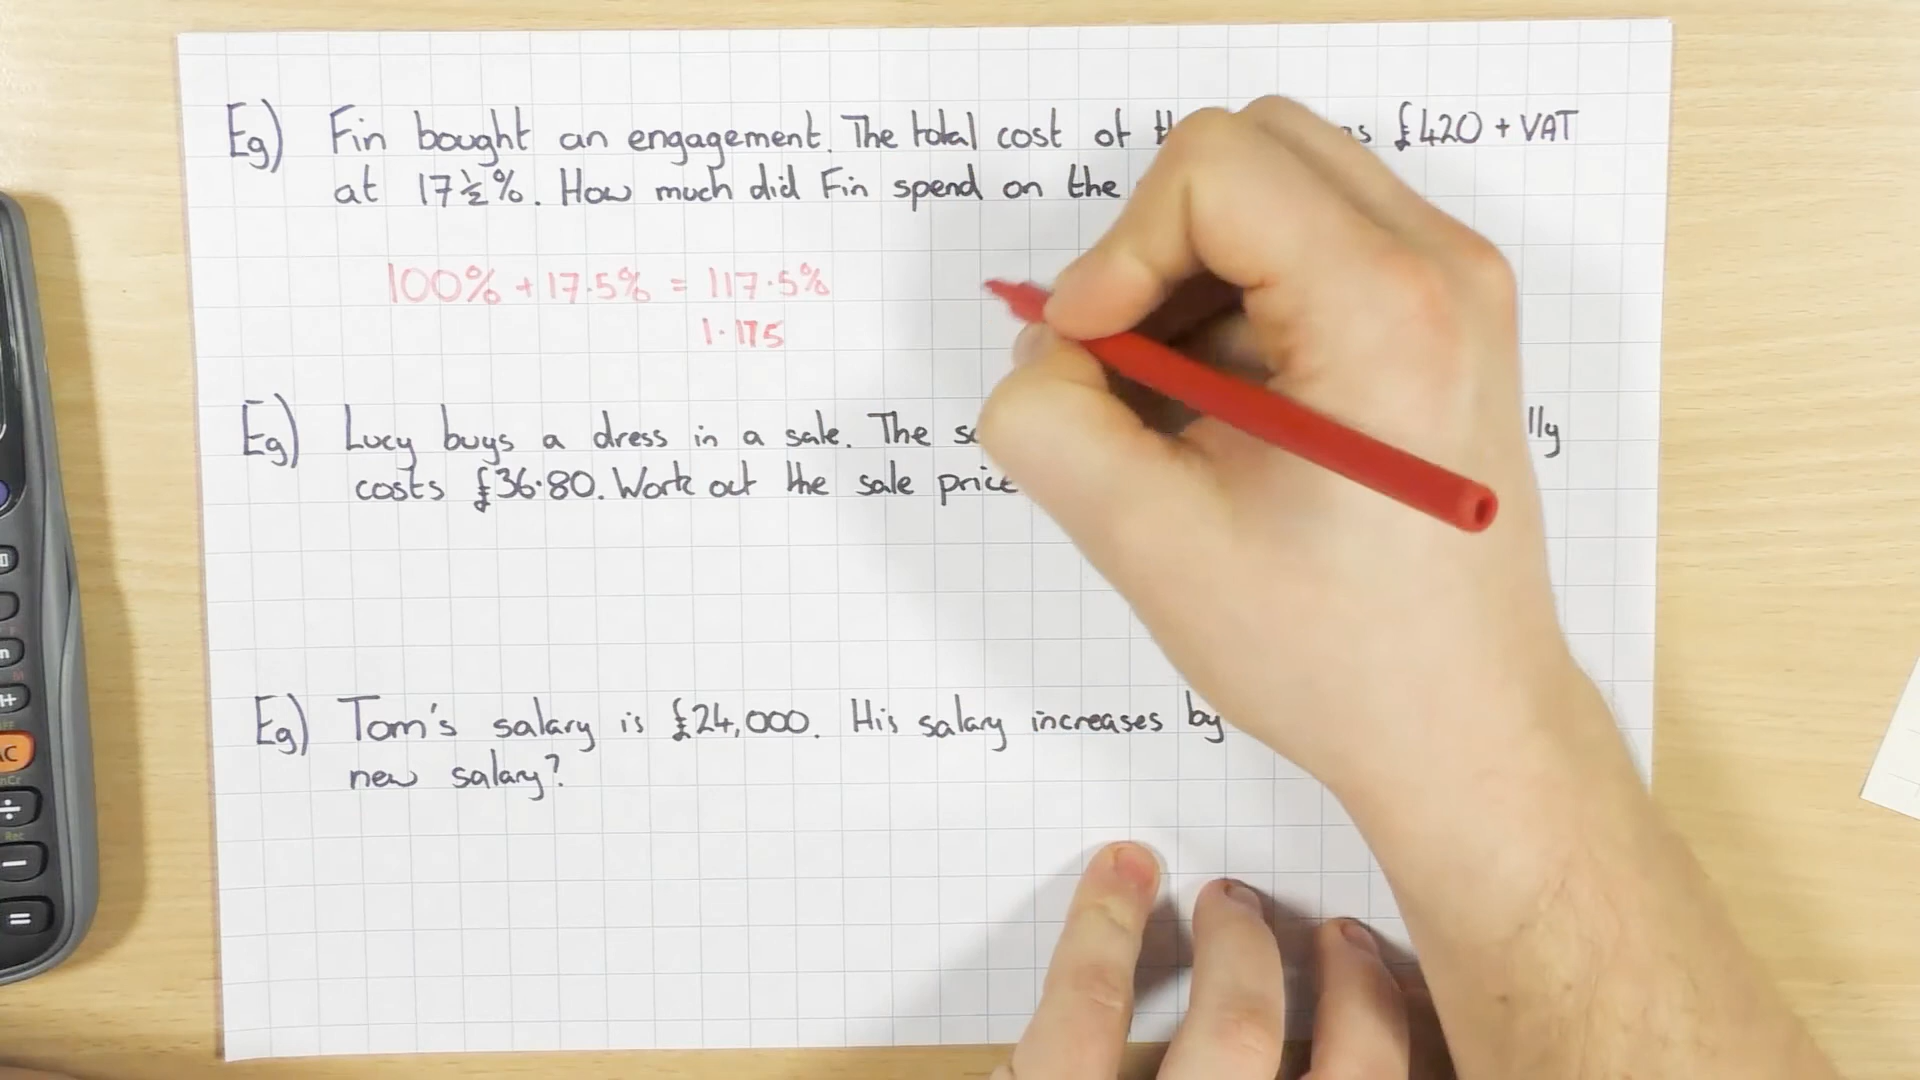 Eg) Fin bought an engagement. The total cost of £420 + VAT
at 17½%. How much did Fin spend on the
100% + 17.5% = 117.5%
1.175
Eg) Lucy buys a dress in a sale. The
costs £36.80. Work out the sale price
Eg) Tom's salary is £24,000. His salary increases by
new salary?
AC
÷
−
=